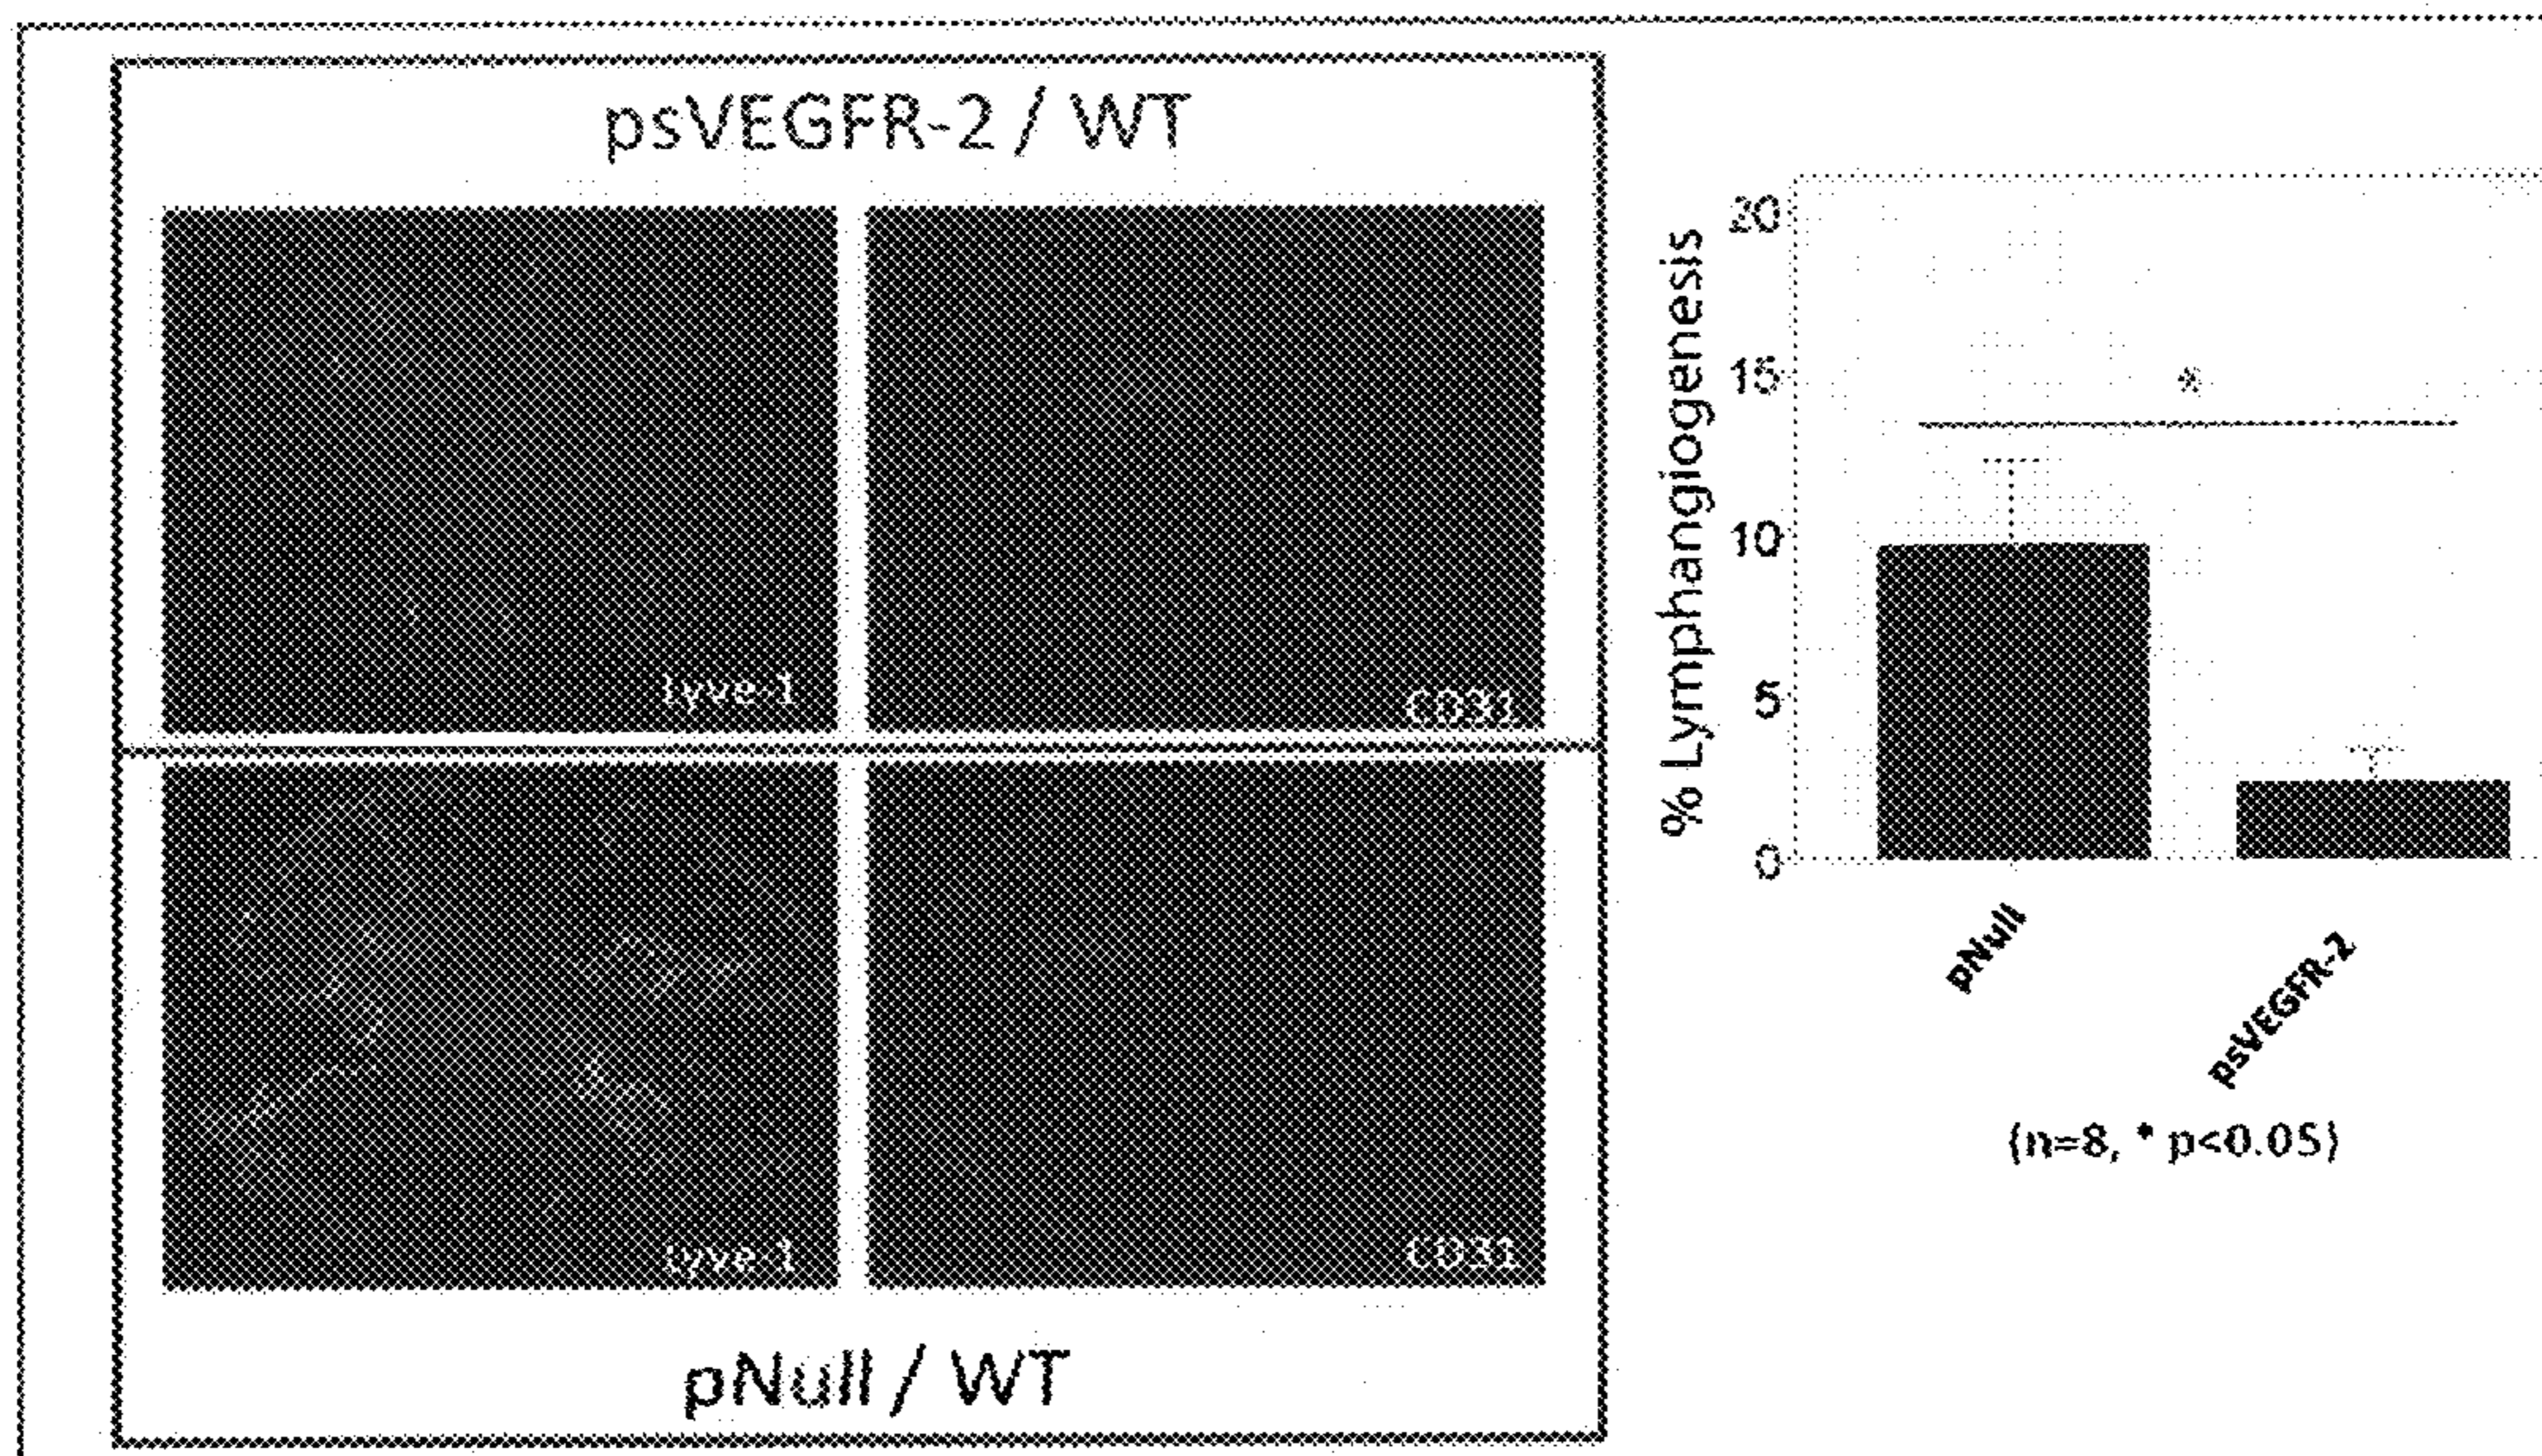 psVEGFR-2 / WT
Lyve-1
CD31
Lyve-1
CD31
pNull / WT
% Lymphangiogenesis
20
15
*
10
5
0
pNull
psVEGFR-2
(n=8, * p<0.05)